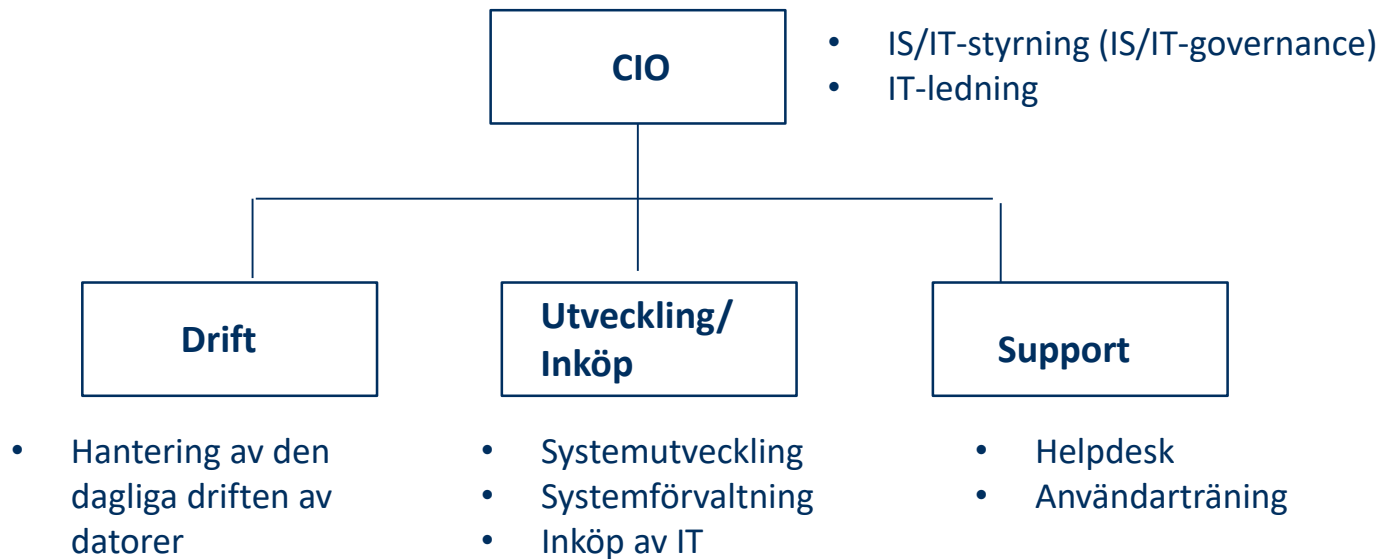 CIO
• IS/IT-styrning (IS/IT-governance)
• IT-ledning
Drift
Utveckling/
Inköp
Support
• Hantering av den
dagliga driften av
datorer
• Systemutveckling
• Systemförvaltning
• Inköp av IT
• Helpdesk
• Användarträning